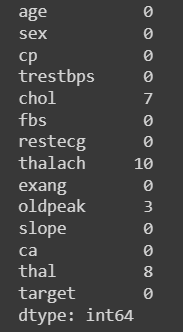 age 0
sex 0
cp 0
trestbps 0
chol 7
fbs 0
restecg 0
thalach 10
exang 0
oldpeak 3
slope 0
ca 0
thal 8
target 0
dtype: int64